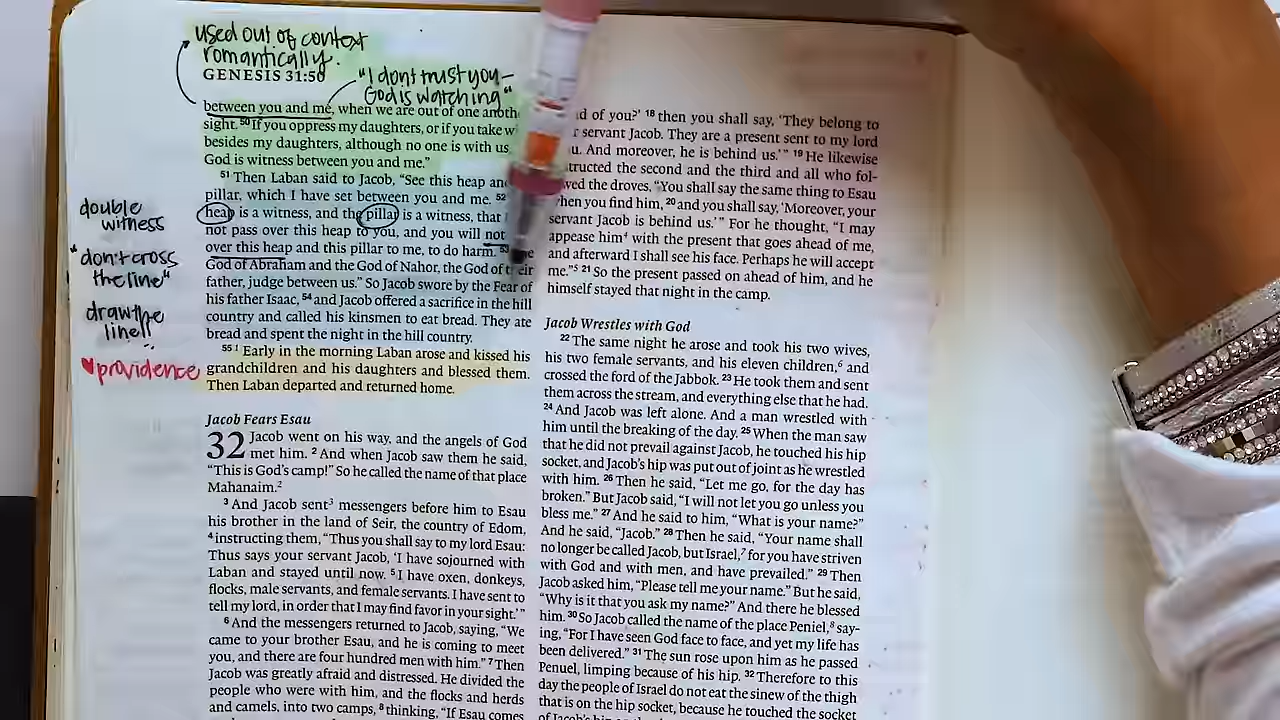 used out of context
romantically.
GENESIS 31:50
"I dont trust you—
God is watching"
between you and me, when we are out of one anoth
sight. 50 If you oppress my daughters, or if you take w
besides my daughters, although no one is with us,
God is witness between you and me."
51 Then Laban said to Jacob, "See this heap an
pillar, which I have set between you and me. 52
heap is a witness, and the pillar is a witness, that
not pass over this heap to you, and you will not
over this heap and this pillar to me, to do harm. 53
God of Abraham and the God of Nahor, the God of their
father, judge between us." So Jacob swore by the Fear of
his father Isaac, 54 and Jacob offered a sacrifice in the hill
country and called his kinsmen to eat bread. They ate
bread and spent the night in the hill country.
55 1 Early in the morning Laban arose and kissed his
grandchildren and his daughters and blessed them.
Then Laban departed and returned home.
double
witness
"don't cross
the line"
draw the
line!!
♥providence
Jacob Fears Esau
32 Jacob went on his way, and the angels of God
met him. 2 And when Jacob saw them he said,
"This is God's camp!" So he called the name of that place
Mahanaim.2
3 And Jacob sent3 messengers before him to Esau
his brother in the land of Seir, the country of Edom,
4 instructing them, "Thus you shall say to my lord Esau:
Thus says your servant Jacob, 'I have sojourned with
Laban and stayed until now. 5 I have oxen, donkeys,
flocks, male servants, and female servants. I have sent to
tell my lord, in order that I may find favor in your sight.'"
6 And the messengers returned to Jacob, saying, "We
came to your brother Esau, and he is coming to meet
you, and there are four hundred men with him." 7 Then
Jacob was greatly afraid and distressed. He divided the
people who were with him, and the flocks and herds
and camels, into two camps, 8 thinking, "If Esau comes
d of you?' 18 then you shall say, 'They belong to
r servant Jacob. They are a present sent to my lord
u. And moreover, he is behind us.'" 19 He likewise
tructed the second and the third and all who fol-
wed the droves, "You shall say the same thing to Esau
when you find him, 20 and you shall say, 'Moreover, your
servant Jacob is behind us.'" For he thought, "I may
appease him4 with the present that goes ahead of me,
and afterward I shall see his face. Perhaps he will accept
me."5 21 So the present passed on ahead of him, and he
himself stayed that night in the camp.
Jacob Wrestles with God
22 The same night he arose and took his two wives,
his two female servants, and his eleven children,6 and
crossed the ford of the Jabbok. 23 He took them and sent
them across the stream, and everything else that he had.
24 And Jacob was left alone. And a man wrestled with
him until the breaking of the day. 25 When the man saw
that he did not prevail against Jacob, he touched his hip
socket, and Jacob's hip was put out of joint as he wrestled
with him. 26 Then he said, "Let me go, for the day has
broken." But Jacob said, "I will not let you go unless you
bless me." 27 And he said to him, "What is your name?"
And he said, "Jacob." 28 Then he said, "Your name shall
no longer be called Jacob, but Israel,7 for you have striven
with God and with men, and have prevailed." 29 Then
Jacob asked him, "Please tell me your name." But he said,
"Why is it that you ask my name?" And there he blessed
him. 30 So Jacob called the name of the place Peniel,8 say-
ing, "For I have seen God face to face, and yet my life has
been delivered." 31 The sun rose upon him as he passed
Penuel, limping because of his hip. 32 Therefore to this
day the people of Israel do not eat the sinew of the thigh
that is on the hip socket, because he touched the socket